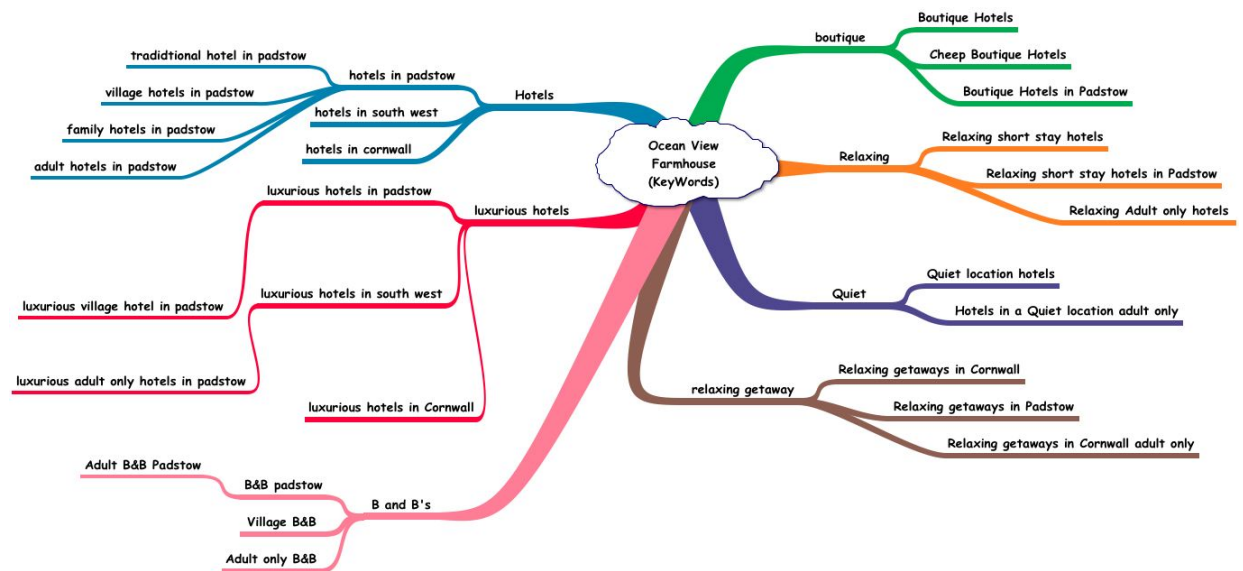 Ocean View
Farmhouse
(KeyWords)
Hotels
hotels in padstow
tradidtional hotel in padstow
village hotels in padstow
family hotels in padstow
adult hotels in padstow
hotels in south west
hotels in cornwall
luxurious hotels
luxurious hotels in padstow
luxurious village hotel in padstow
luxurious hotels in south west
luxurious adult only hotels in padstow
luxurious hotels in Cornwall
B and B's
B&B padstow
Adult B&B Padstow
Village B&B
Adult only B&B
boutique
Boutique Hotels
Cheep Boutique Hotels
Boutique Hotels in Padstow
Relaxing
Relaxing short stay hotels
Relaxing short stay hotels in Padstow
Relaxing Adult only hotels
Quiet
Quiet location hotels
Hotels in a Quiet location adult only
relaxing getaway
Relaxing getaways in Cornwall
Relaxing getaways in Padstow
Relaxing getaways in Cornwall adult only